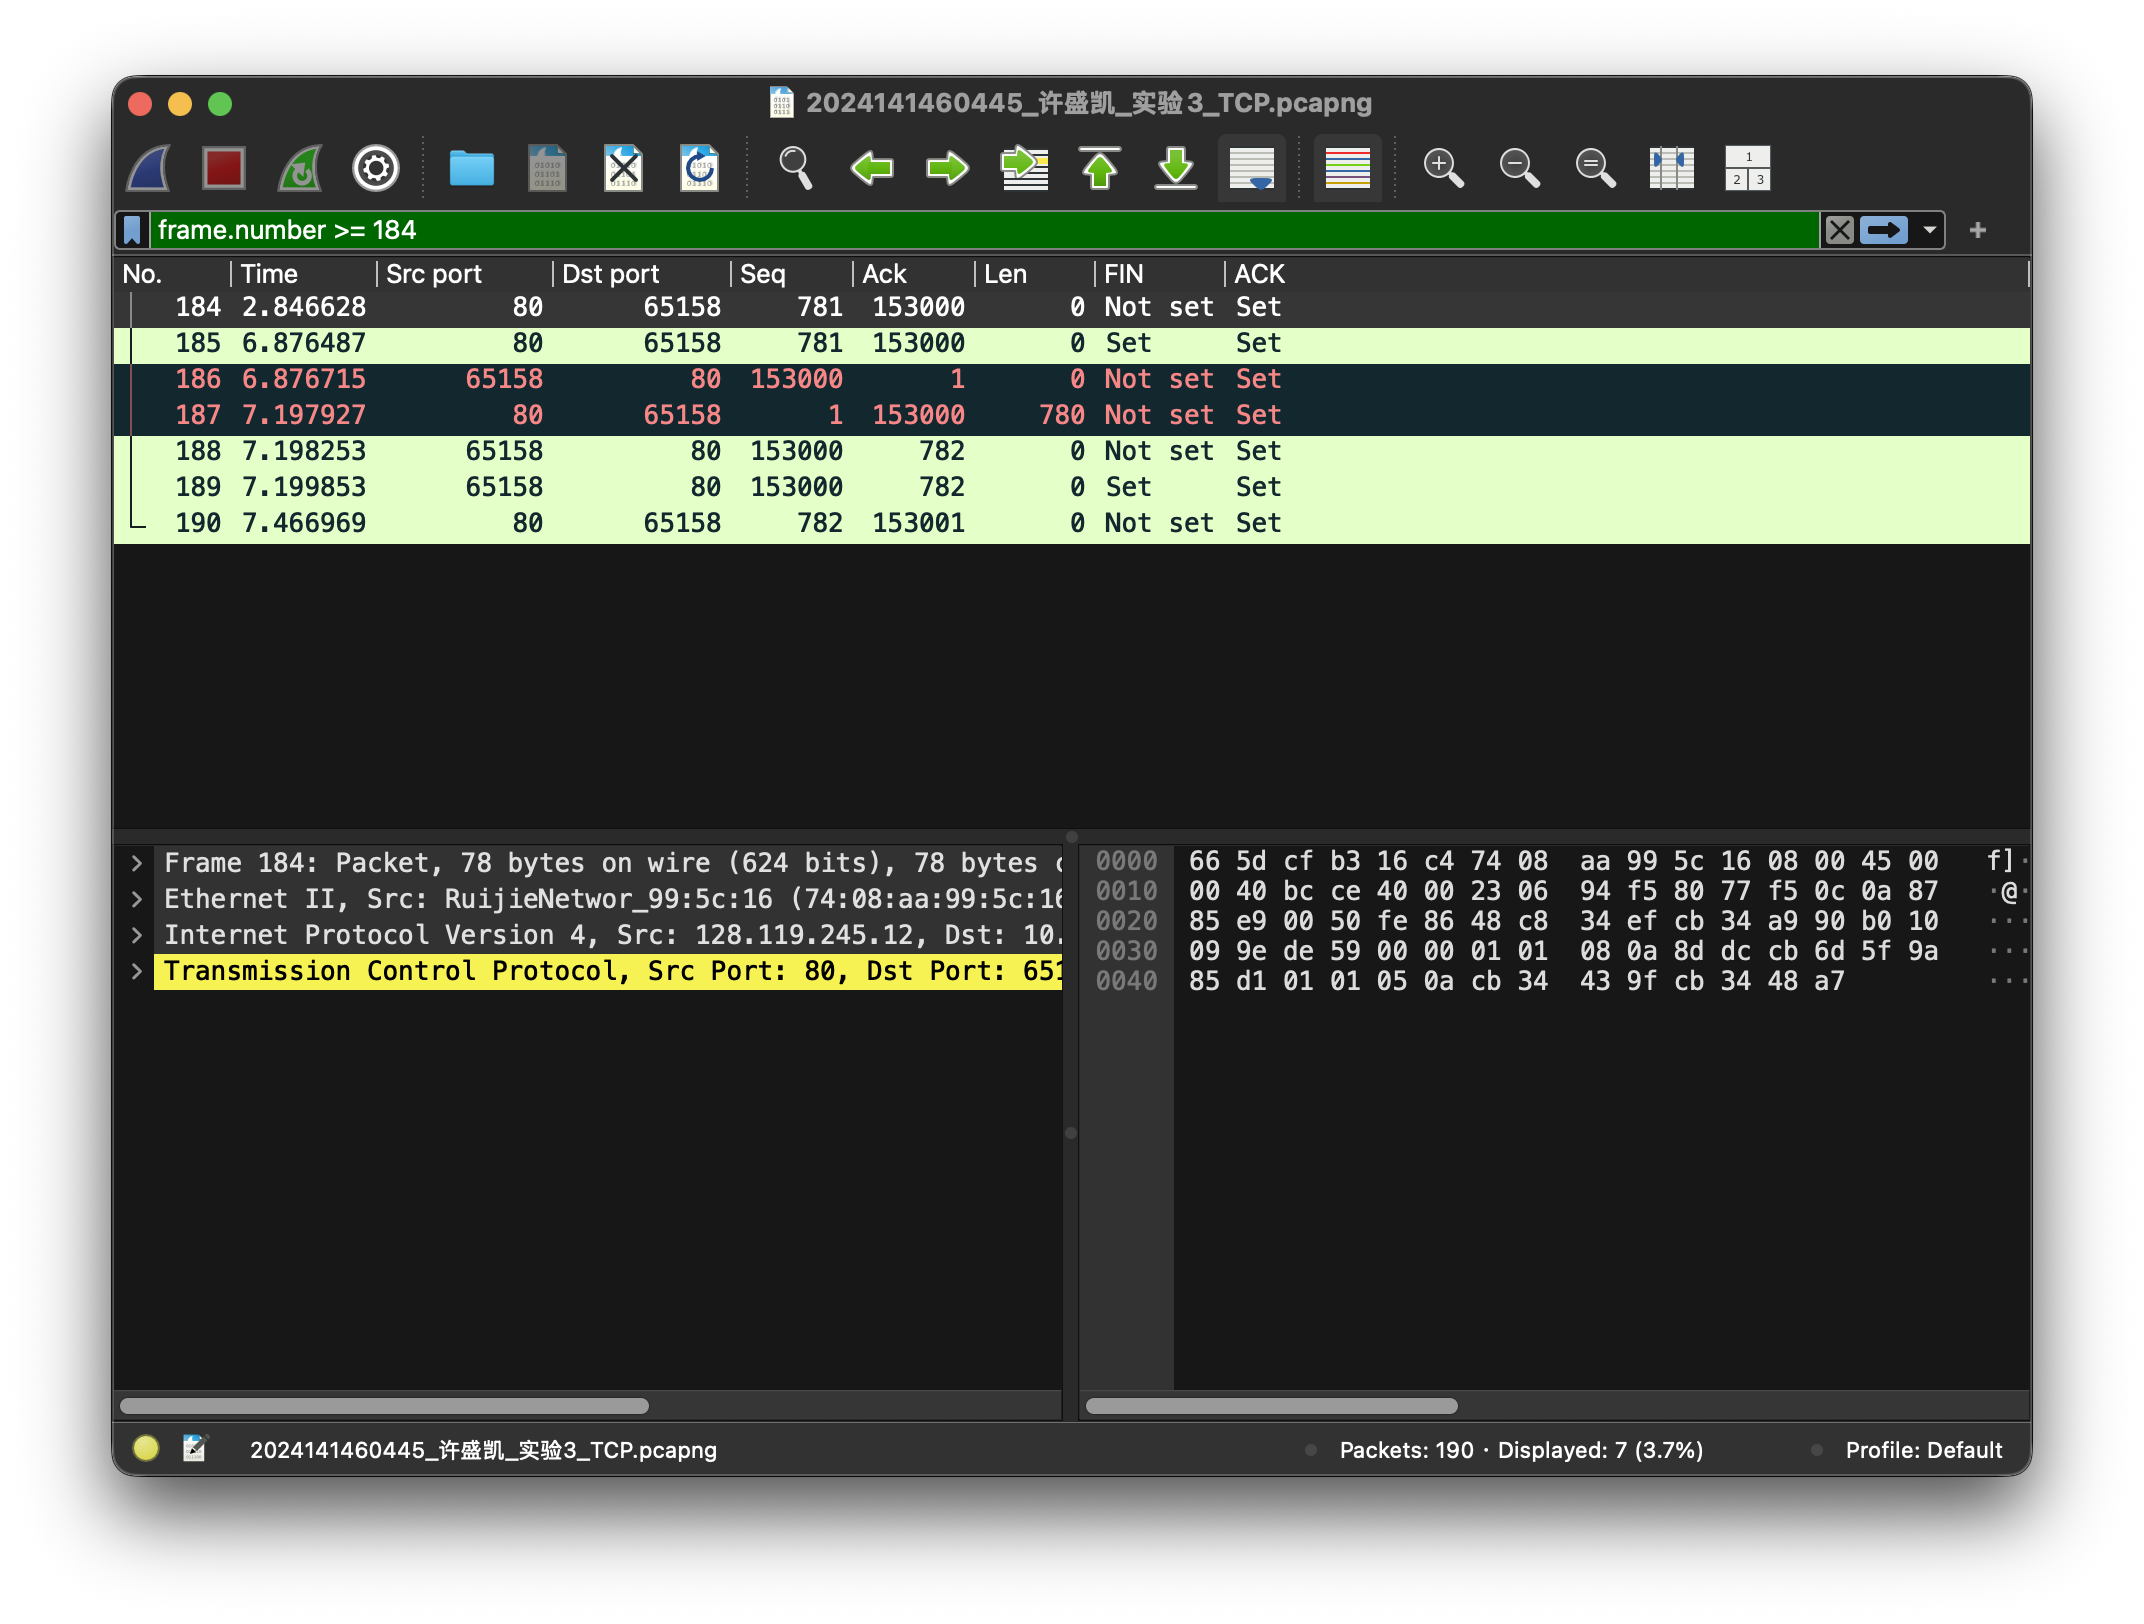 2024141460445_许盛凯_实验3_TCP.pcapng
1
2 3
frame.number >= 184
No. Time Src port Dst port Seq Ack Len FIN ACK
184 2.846628 80 65158 781 153000 0 Not set Set
185 6.876487 80 65158 781 153000 0 Set Set
186 6.876715 65158 80 153000 1 0 Not set Set
187 7.197927 80 65158 1 153000 780 Not set Set
188 7.198253 65158 80 153000 782 0 Not set Set
189 7.199853 65158 80 153000 782 0 Set Set
190 7.466969 80 65158 782 153001 0 Not set Set
Frame 184: Packet, 78 bytes on wire (624 bits), 78 bytes
Ethernet II, Src: RuijieNetwor_99:5c:16 (74:08:aa:99:5c:16
Internet Protocol Version 4, Src: 128.119.245.12, Dst: 10.
Transmission Control Protocol, Src Port: 80, Dst Port: 651
0000 66 5d cf b3 16 c4 74 08 aa 99 5c 16 08 00 45 00 f]·
0010 00 40 bc ce 40 00 23 06 94 f5 80 77 f5 0c 0a 87 ·@·
0020 85 e9 00 50 fe 86 48 c8 34 ef cb 34 a9 90 b0 10 ···
0030 09 9e de 59 00 00 01 01 08 0a 8d dc cb 6d 5f 9a ···
0040 85 d1 01 01 05 0a cb 34 43 9f cb 34 48 a7 ···
2024141460445_许盛凯_实验3_TCP.pcapng
Packets: 190 · Displayed: 7 (3.7%)
Profile: Default